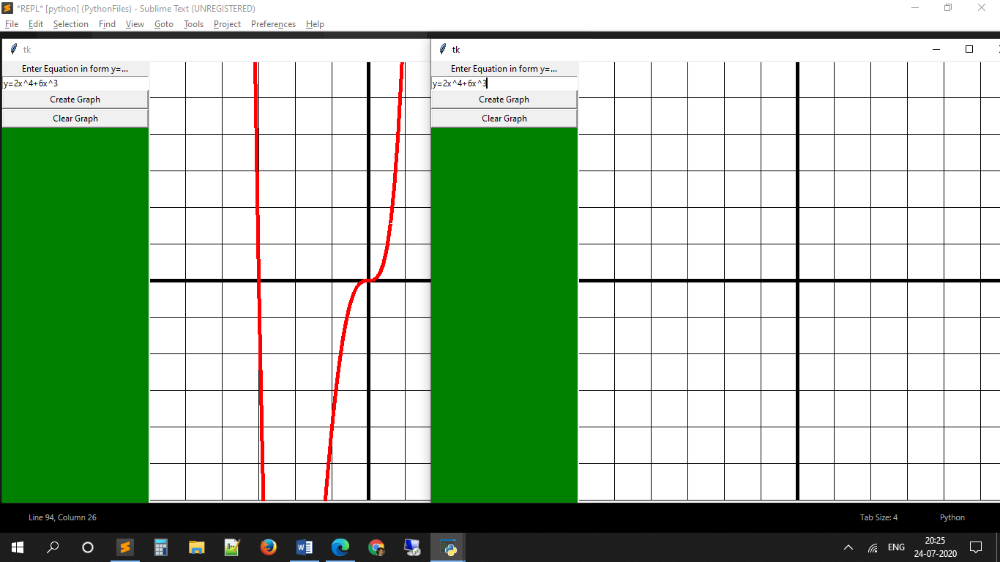 *REPL* [python] (PythonFiles) - Sublime Text (UNREGISTERED)
File Edit Selection Find View Goto Tools Project Preferences Help
tk
Enter Equation in form y=...
y=2x^4+6x^3
Create Graph
Clear Graph
tk
Enter Equation in form y=...
y=2x^4+6x^3
Create Graph
Clear Graph
Line 94, Column 26
Tab Size: 4
Python
ENG
20:25
24-07-2020